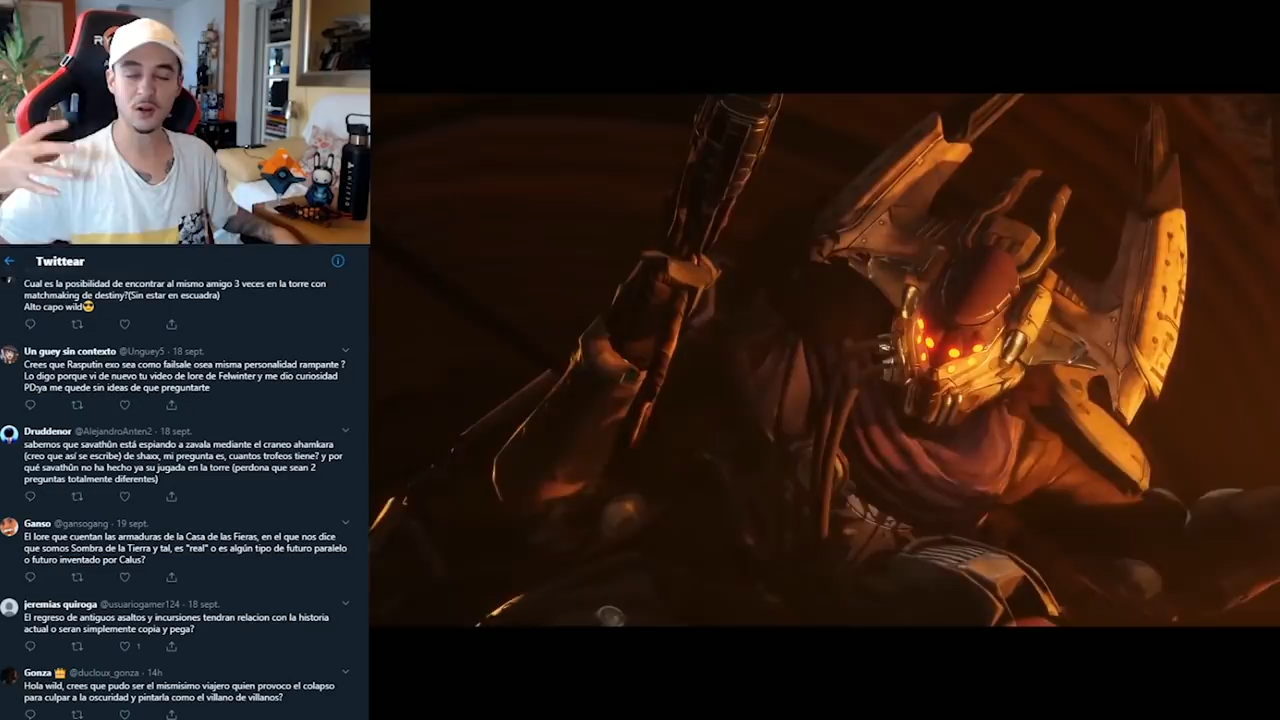 RY
Twittear
Cual es la posibilidad de encontrar al mismo amigo 3 veces en la torre con
matchmaking de destiny?(Sin estar en escuadra)
Alto capo wild😎
Un guey sin contexto @Unguey5 · 18 sept.
Crees que Rasputin exo sea como failsale osea misma personalidad rampante ?
Lo digo porque vi de nuevo tu video de lore de Felwinter y me dio curiosidad
PD:ya me quede sin ideas de que preguntarte
Druddenor @AlejandroAnten2 · 18 sept.
sabemos que savathûn está espiando a zavala mediante el craneo ahamkara
(creo que así se escribe) de shaxx, mi pregunta es, cuantos trofeos tiene? y por
qué savathûn no ha hecho ya su jugada en la torre (perdona que sean 2
preguntas totalmente diferentes)
Ganso @gansogang · 19 sept.
El lore que cuentan las armaduras de la Casa de las Fieras, en el que nos dice
que somos Sombra de la Tierra y tal, es "real" o es algún tipo de futuro paralelo
o futuro inventado por Calus?
jeremias quiroga @usuariogamer124 · 18 sept.
El regreso de antiguos asaltos y incursiones tendran relacion con la historia
actual o seran simplemente copia y pega?
1
Gonza 👑 @ducloux_gonza · 14h
Hola wild, crees que pudo ser el mismisimo viajero quien provoco el colapso
para culpar a la oscuridad y pintarla como el villano de villanos?